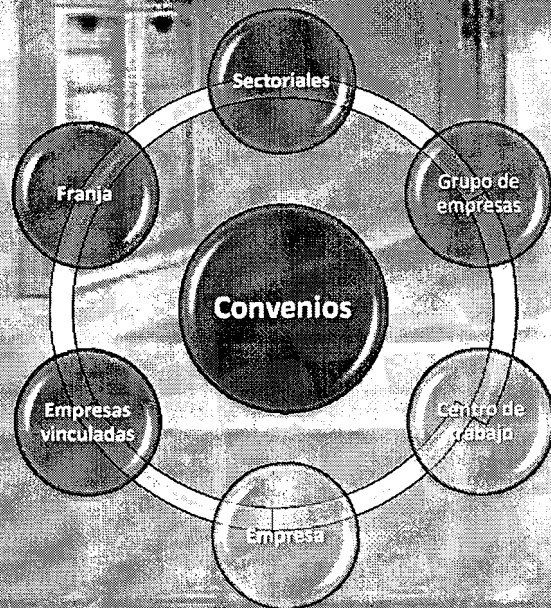 Sectoriales
Grupo de
empresas
Centro de
trabajo
Empresa
Empresas
vinculadas
Franja
Convenios